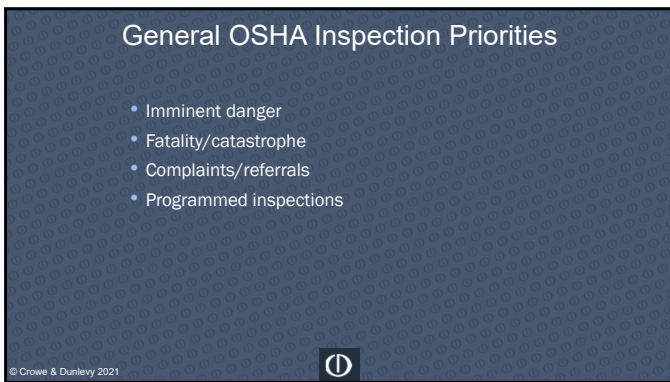 General OSHA Inspection Priorities
• Imminent danger
• Fatality/catastrophe
• Complaints/referrals
• Programmed inspections
© Crowe & Dunlevy 2021